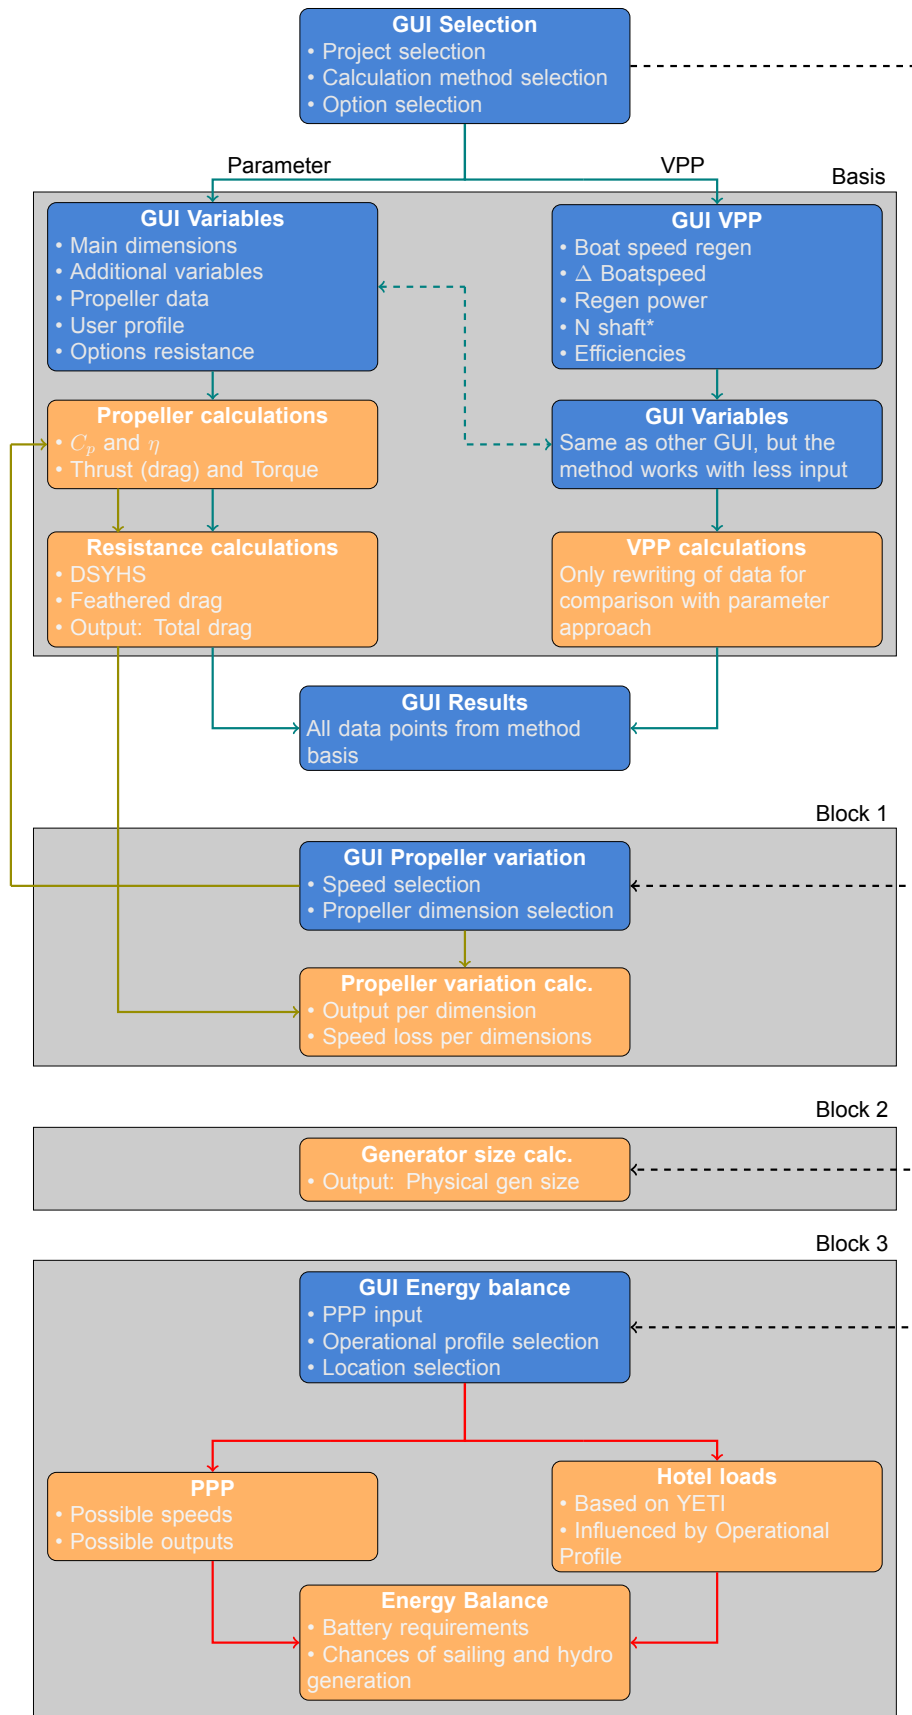 GUI Selection
• Project selection
• Calculation method selection
• Option selection
Parameter
VPP
Basis
GUI Variables
• Main dimensions
• Additional variables
• Propeller data
• User profile
• Options resistance
GUI VPP
• Boat speed regen
• Δ Boatspeed
• Regen power
• N shaft*
• Efficiencies
Propeller calculations
• Cp and η
• Thrust (drag) and Torque
GUI Variables
Same as other GUI, but the
method works with less input
Resistance calculations
• DSYHS
• Feathered drag
• Output: Total drag
VPP calculations
Only rewriting of data for
comparison with parameter
approach
GUI Results
All data points from method
basis
Block 1
GUI Propeller variation
• Speed selection
• Propeller dimension selection
Propeller variation calc.
• Output per dimension
• Speed loss per dimensions
Block 2
Generator size calc.
• Output: Physical gen size
Block 3
GUI Energy balance
• PPP input
• Operational profile selection
• Location selection
PPP
• Possible speeds
• Possible outputs
Hotel loads
• Based on YETI
• Influenced by Operational
Profile
Energy Balance
• Battery requirements
• Chances of sailing and hydro
generation